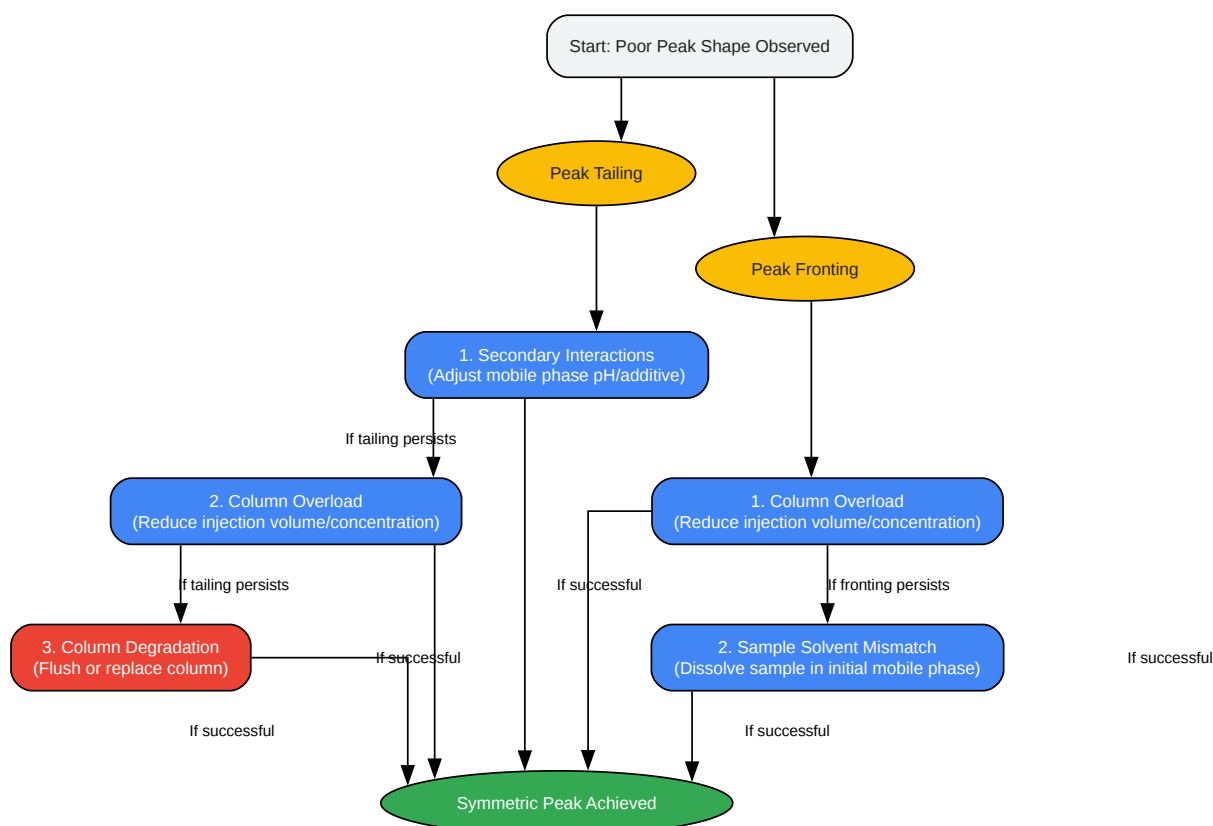 Start: Poor Peak Shape Observed
Peak Tailing
Peak Fronting
1. Secondary Interactions
(Adjust mobile phase pH/additive)
If tailing persists
2. Column Overload
(Reduce injection volume/concentration)
1. Column Overload
(Reduce injection volume/concentration)
If tailing persists
If successful
If fronting persists
3. Column Degradation
(Flush or replace column)
If successful
2. Sample Solvent Mismatch
(Dissolve sample in initial mobile phase)
If successful
If successful
If successful
Symmetric Peak Achieved